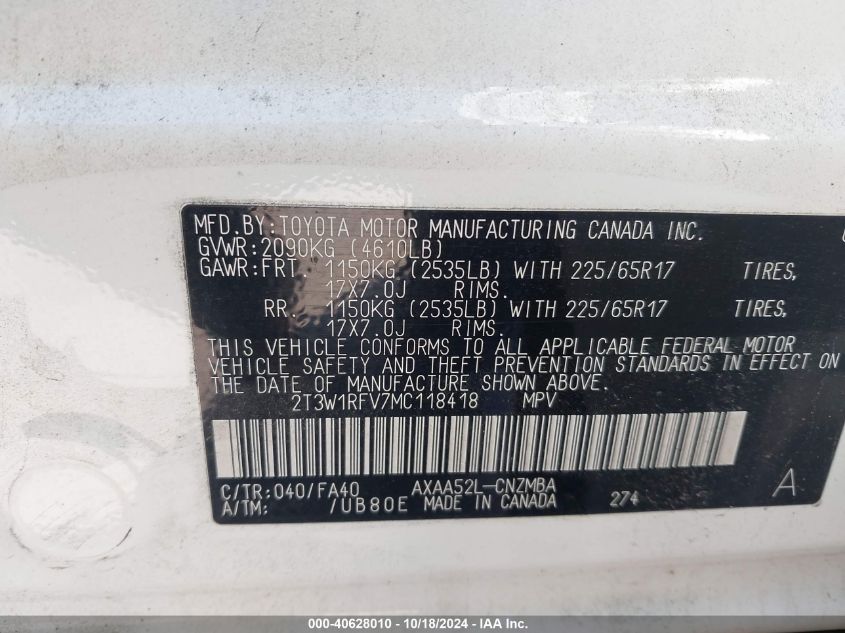 MFD.BY:TOYOTA MOTOR MANUFACTURING CANADA INC.
GVWR:2090KG (4610LB)
GAWR:FRT. 1150KG (2535LB) WITH 225/65R17 TIRES,
17X7.0J RIMS.
RR. 1150KG (2535LB) WITH 225/65R17 TIRES,
17X7.0J RIMS.
THIS VEHICLE CONFORMS TO ALL APPLICABLE FEDERAL MOTOR
VEHICLE SAFETY AND THEFT PREVENTION STANDARDS IN EFFECT ON
THE DATE OF MANUFACTURE SHOWN ABOVE.
2T3W1RFV7MC118418 MPV
C/TR:040/FA40 AXAA52L-CNZMBA
A/TM: /UB80E MADE IN CANADA 274 A
000-40628010 | 10/18/2024 | IAA Inc.